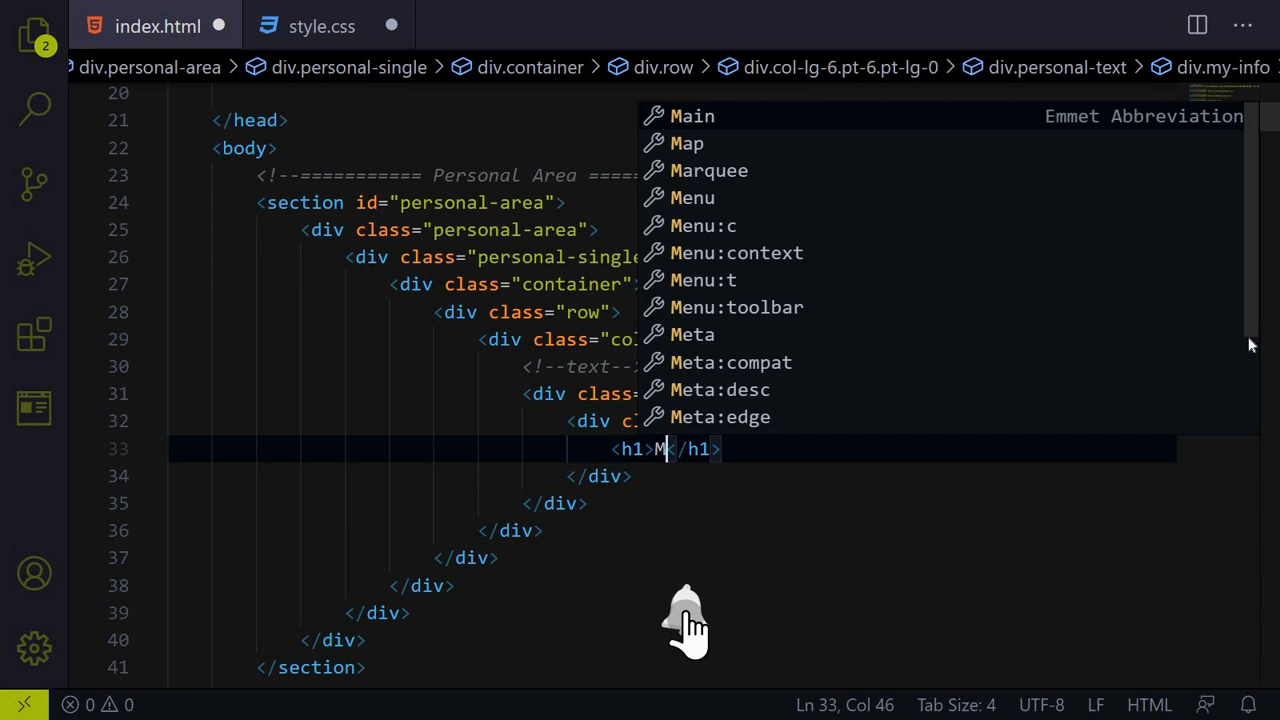 index.html
style.css
2
div.personal-area
div.personal-single
div.container
div.row
div.col-lg-6.pt-6.pt-lg-0
div.personal-text
div.my-info
20
21 </head>
22 <body>
23 <!--=========== Personal Area =====
24 <section id="personal-area">
25 <div class="personal-area">
26 <div class="personal-single
27 <div class="container">
28 <div class="row">
29 <div class="col
30 <!--text-->
31 <div class=
32 <div cl
33 <h1>M</h1>
34 </div>
35 </div>
36 </div>
37 </div>
38 </div>
39 </div>
40 </div>
41 </section>
Main Emmet Abbreviation
Map
Marquee
Menu
Menu:c
Menu:context
Menu:t
Menu:toolbar
Meta
Meta:compat
Meta:desc
Meta:edge
0 0 Ln 33, Col 46 Tab Size: 4 UTF-8 LF HTML